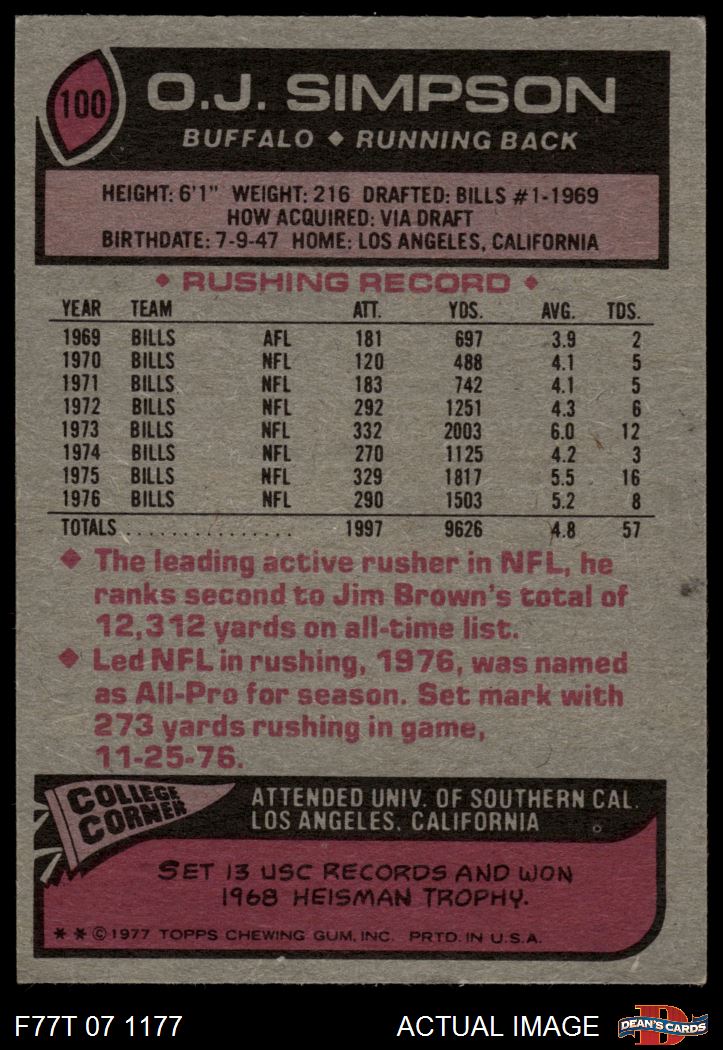 100
O.J. SIMPSON
BUFFALO ◆ RUNNING BACK
HEIGHT: 6'1" WEIGHT: 216 DRAFTED: BILLS #1-1969
HOW ACQUIRED: VIA DRAFT
BIRTHDATE: 7-9-47 HOME: LOS ANGELES, CALIFORNIA
◆ RUSHING RECORD ◆
YEAR TEAM ATT. YDS. AVG. TDS.
1969 BILLS AFL 181 697 3.9 2
1970 BILLS NFL 120 488 4.1 5
1971 BILLS NFL 183 742 4.1 5
1972 BILLS NFL 292 1251 4.3 6
1973 BILLS NFL 332 2003 6.0 12
1974 BILLS NFL 270 1125 4.2 3
1975 BILLS NFL 329 1817 5.5 16
1976 BILLS NFL 290 1503 5.2 8
TOTALS ................ 1997 9626 4.8 57
◆ The leading active rusher in NFL, he
ranks second to Jim Brown's total of
12,312 yards on all-time list.
◆ Led NFL in rushing, 1976, was named
as All-Pro for season. Set mark with
273 yards rushing in game,
11-25-76.
COLLEGE
CORNER
ATTENDED UNIV. OF SOUTHERN CAL.
LOS ANGELES, CALIFORNIA
SET 13 USC RECORDS AND WON
1968 HEISMAN TROPHY.
* * © 1977 TOPPS CHEWING GUM, INC. PRTD. IN U.S.A.
F77T 07 1177
ACTUAL IMAGE
D
DEAN'S CARDS